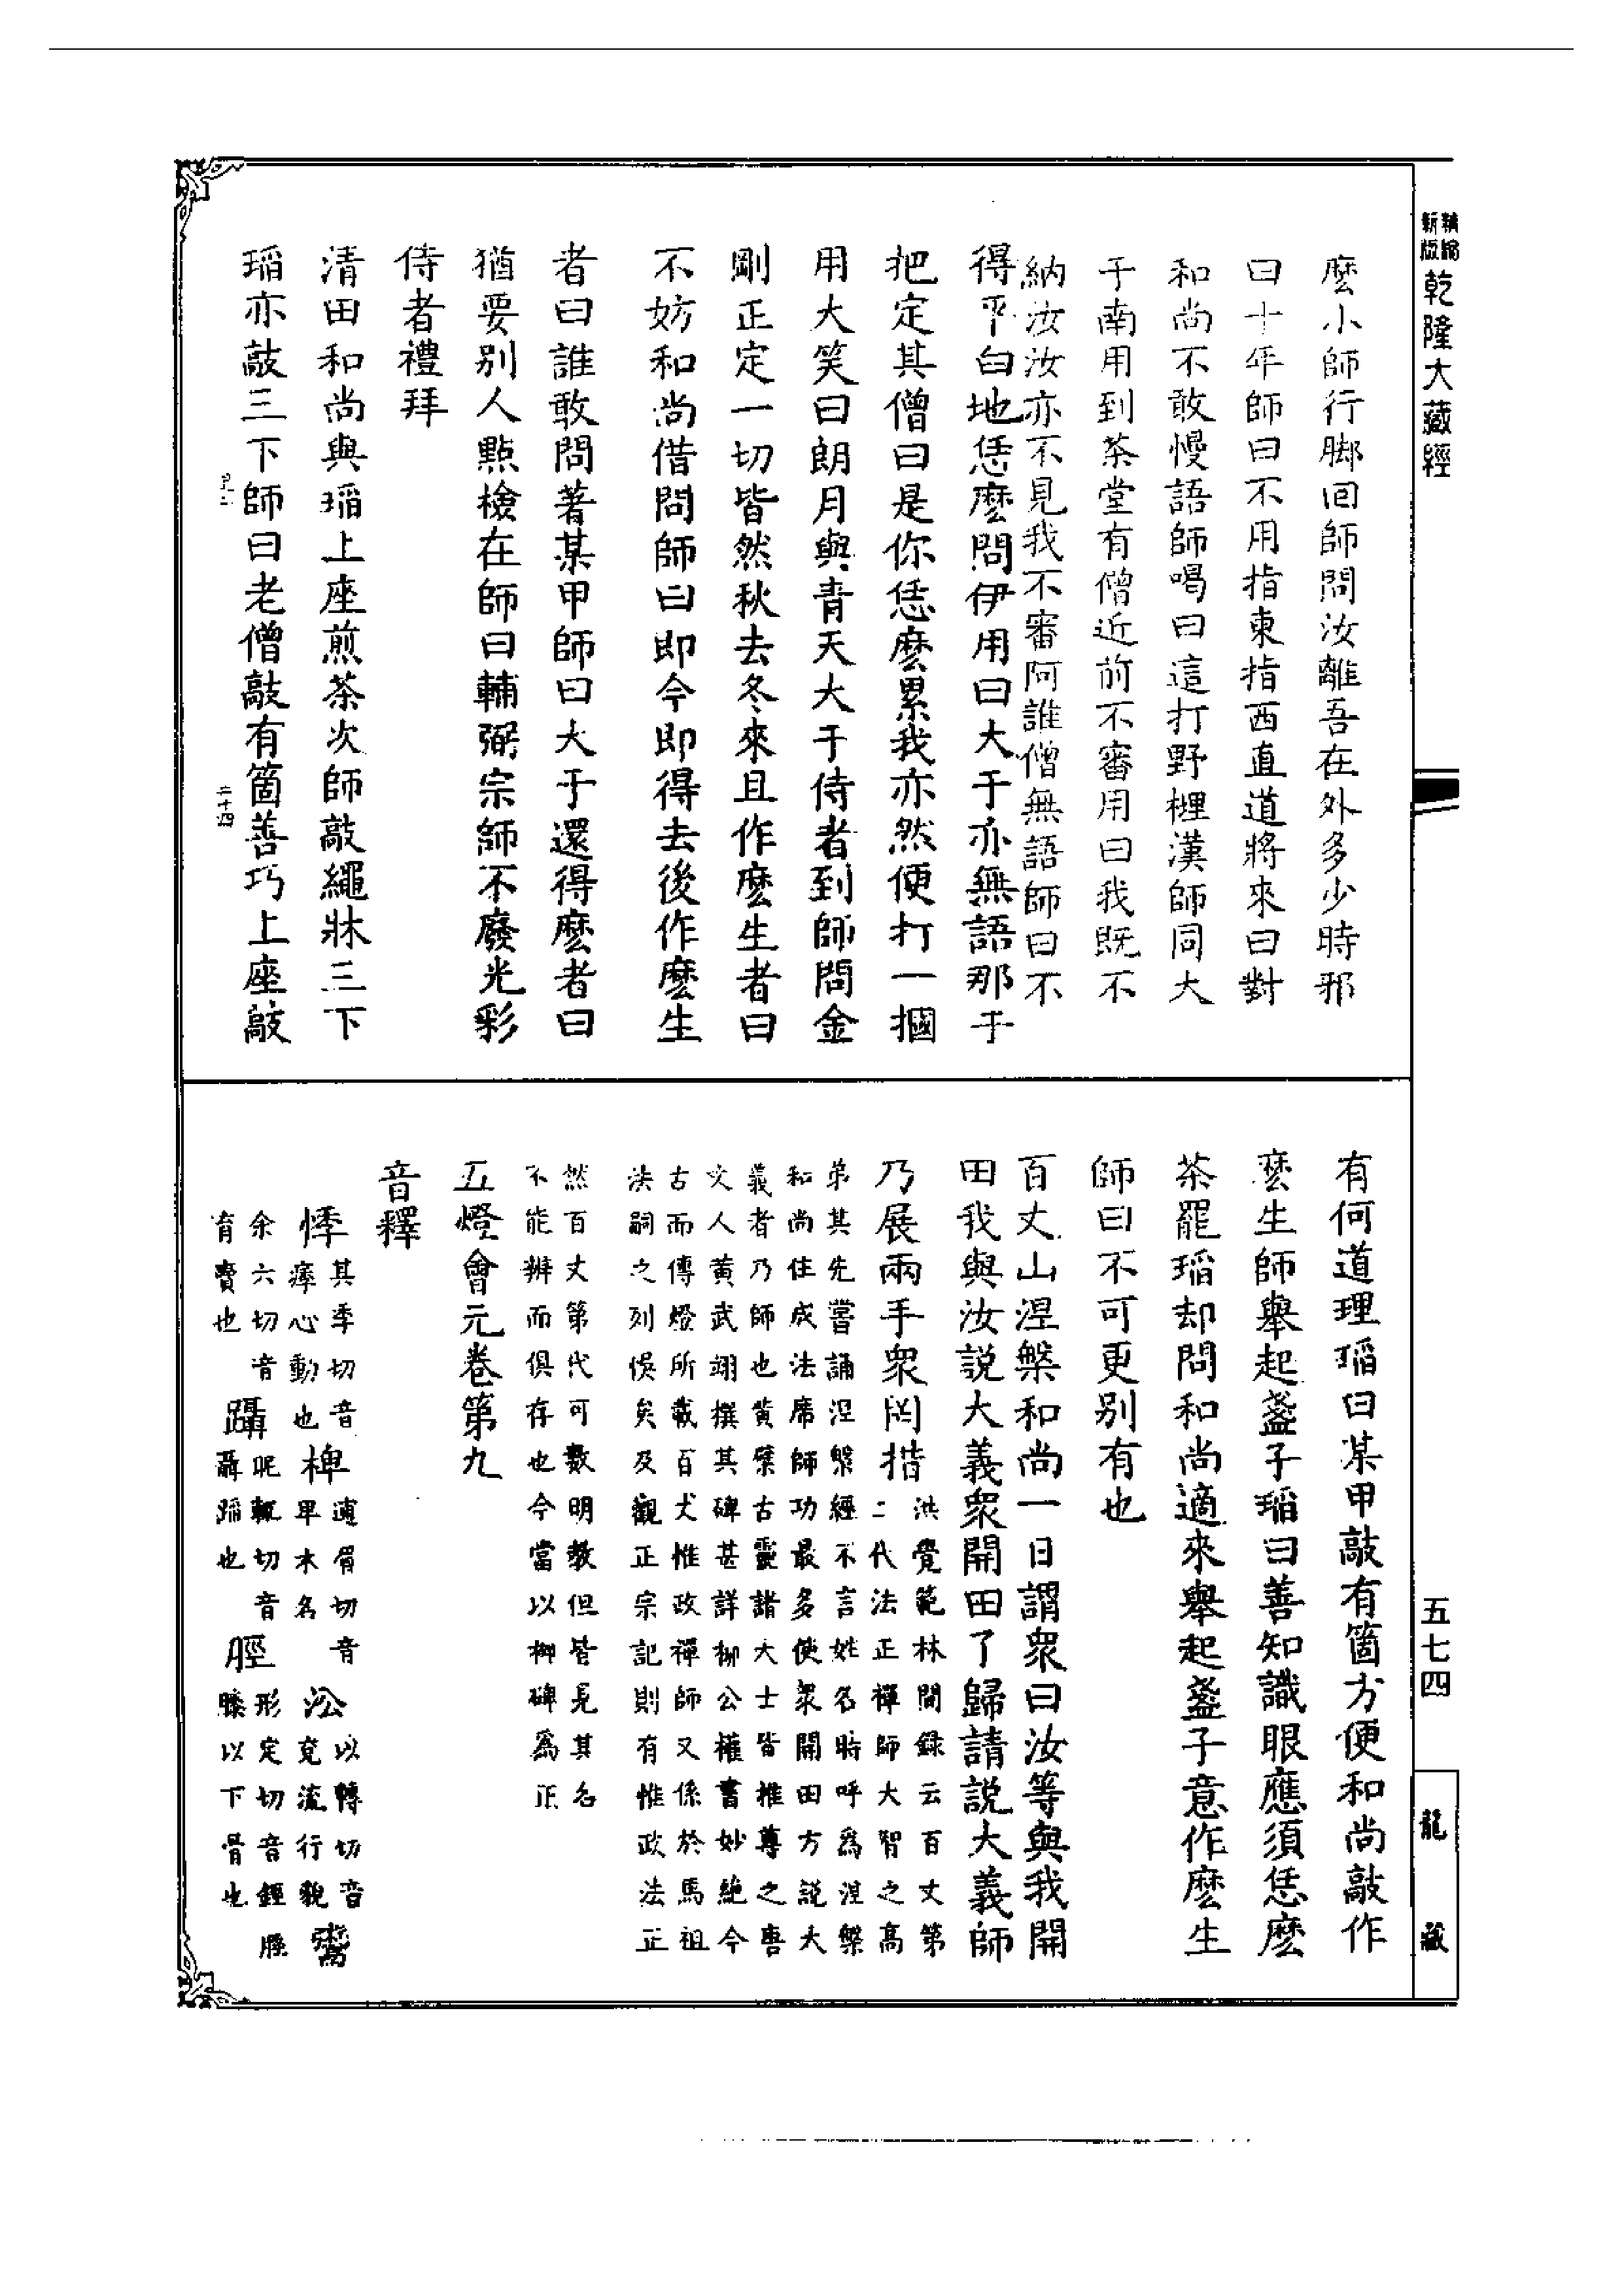 新版
精縮
乾隆大藏經
麼小師行脚回師問汝離吾在外多少時邪
曰十年師曰不用指東指西直道將來曰對
和尚不敢慢語師喝曰這打野榸漢師同大
于南用到茶堂有僧近前不審用曰我既不
納汝汝亦不見我不審阿誰僧無語師曰不
得平白地恁麼問伊用曰大于亦無語那于
把定其僧曰是你恁麼累我亦然便打一摑
用大笑曰朗月與青天大于侍者到師問金
剛正定一切皆然秋去冬來且作麼生者曰
不妨和尚借問師曰即今即得去後作麼生
者曰誰敢問著某甲師曰大于還得麼者曰
猶要別人點檢在師曰輔弼宗師不廢光彩
侍者禮拜
清田和尚與瑫上座煎茶次師敲繩牀三下
瑫亦敲三下師曰老僧敲有箇善巧上座敲
二十四
有何道理瑫曰某甲敲有箇方便和尚敲作
麼生師舉起盞子瑫曰善知識眼應須恁麼
茶罷瑫却問和尚適來舉起盞子意作麼生
師曰不可更別有也
百丈山涅槃和尚一日謂衆曰汝等與我開
田我與汝說大義衆開田了歸請說大義師
乃展兩手衆罔措
洪覺範林間錄云百丈第
二代法正禪師大智之高
弟其先嘗誦涅槃經不言姓名時呼為涅槃
和尚住成法席師功最多使衆開田方說大
義者乃師也黃檗古靈諸大士皆推尊之唐
文人黃武翊撰其碑甚詳柳公權書妙絕今
古而傳燈所載百丈惟政禪師又係於馬祖
法嗣之列悞矣及觀正宗記則有惟政法正
然百丈第代可數明教但皆見其名
不能辨而俱存也今當以柳碑為正
五燈會元卷第九
音釋
悸
其季切音
瘁心動也
椑
逋眉切音
卑木名
㳂
以轉切音
兗流行貌
鬻
余六切音
育賣也
躡
昵輒切音
聶蹈也
脛
形定切音鋞脛
膝以下骨也
五七四
龍藏